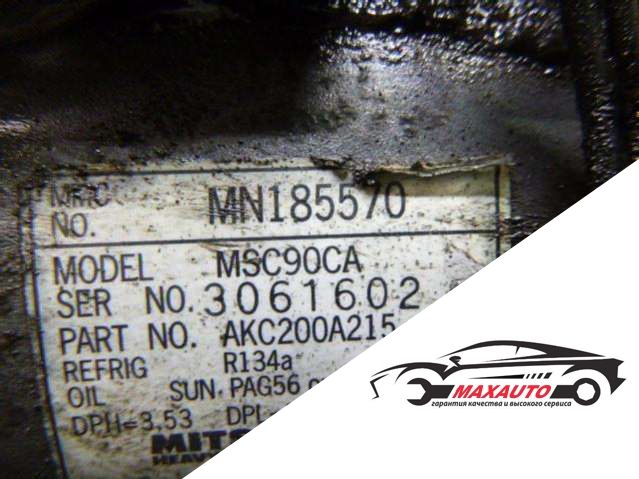 MMC
NO. MN185570
MODEL MSC90CA
SER NO. 3061602
PART NO. AKC200A215
REFRIG R134a
OIL SUN PAG56
DPH=3.53 DPL
MAXAUTO
гарантия качества и высокого сервиса